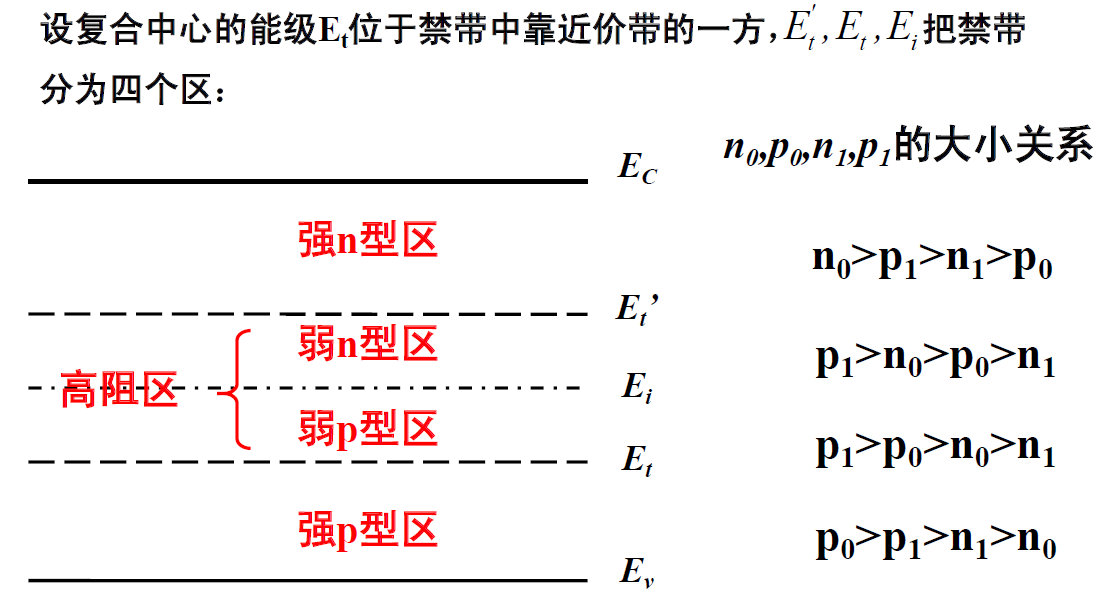 设复合中心的能级Et位于禁带中靠近价带的一方，E't, Et, Ei把禁带
分为四个区：
n0,p0,n1,p1的大小关系
EC
强n型区
n0>p1>n1>p0
Et’
弱n型区
p1>n0>p0>n1
高阻区
Ei
弱p型区
p1>p0>n0>n1
Et
强p型区
p0>p1>n1>n0
Ev